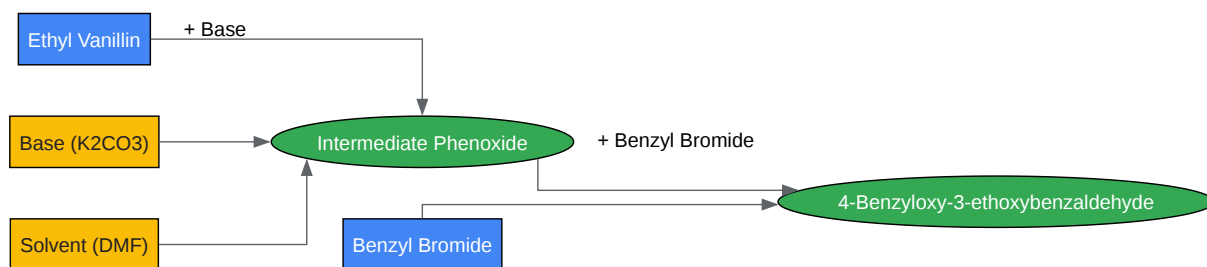 Ethyl Vanillin
+ Base
Base (K2CO3)
Intermediate Phenoxide
+ Benzyl Bromide
4-Benzyloxy-3-ethoxybenzaldehyde
Solvent (DMF)
Benzyl Bromide